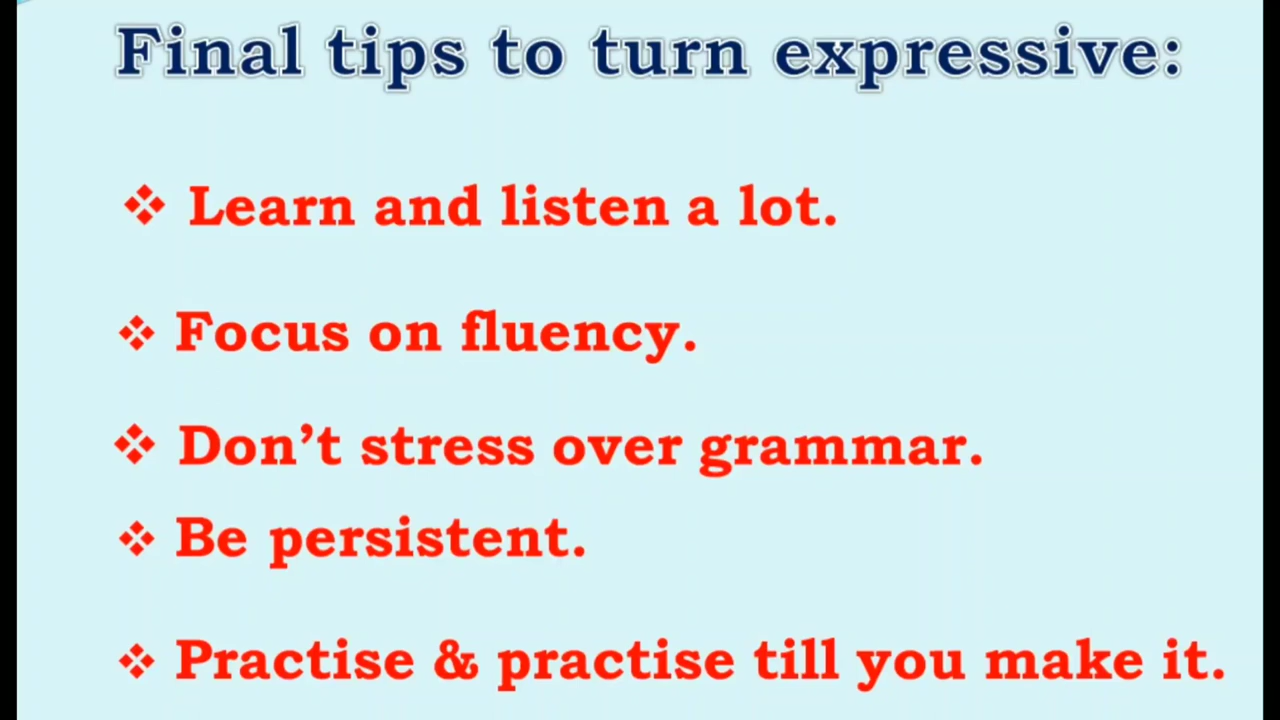 Final tips to turn expressive:
❖ Learn and listen a lot.
❖ Focus on fluency.
❖ Don’t stress over grammar.
❖ Be persistent.
❖ Practise & practise till you make it.